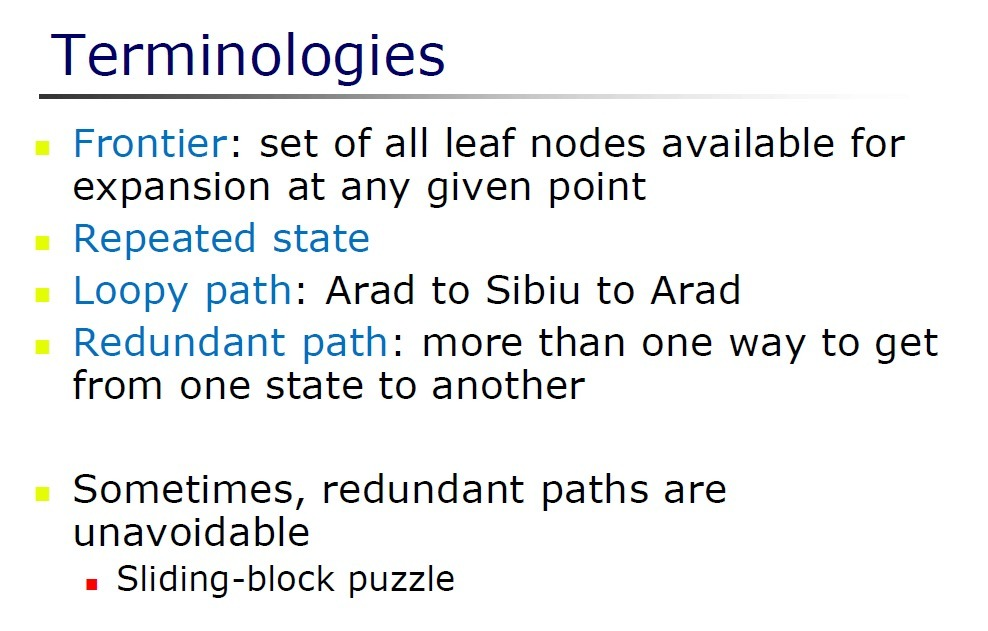 Terminologies
Frontier: set of all leaf nodes available for
expansion at any given point
Repeated state
Loopy path: Arad to Sibiu to Arad
Redundant path: more than one way to get
from one state to another
Sometimes, redundant paths are
unavoidable
Sliding-block puzzle